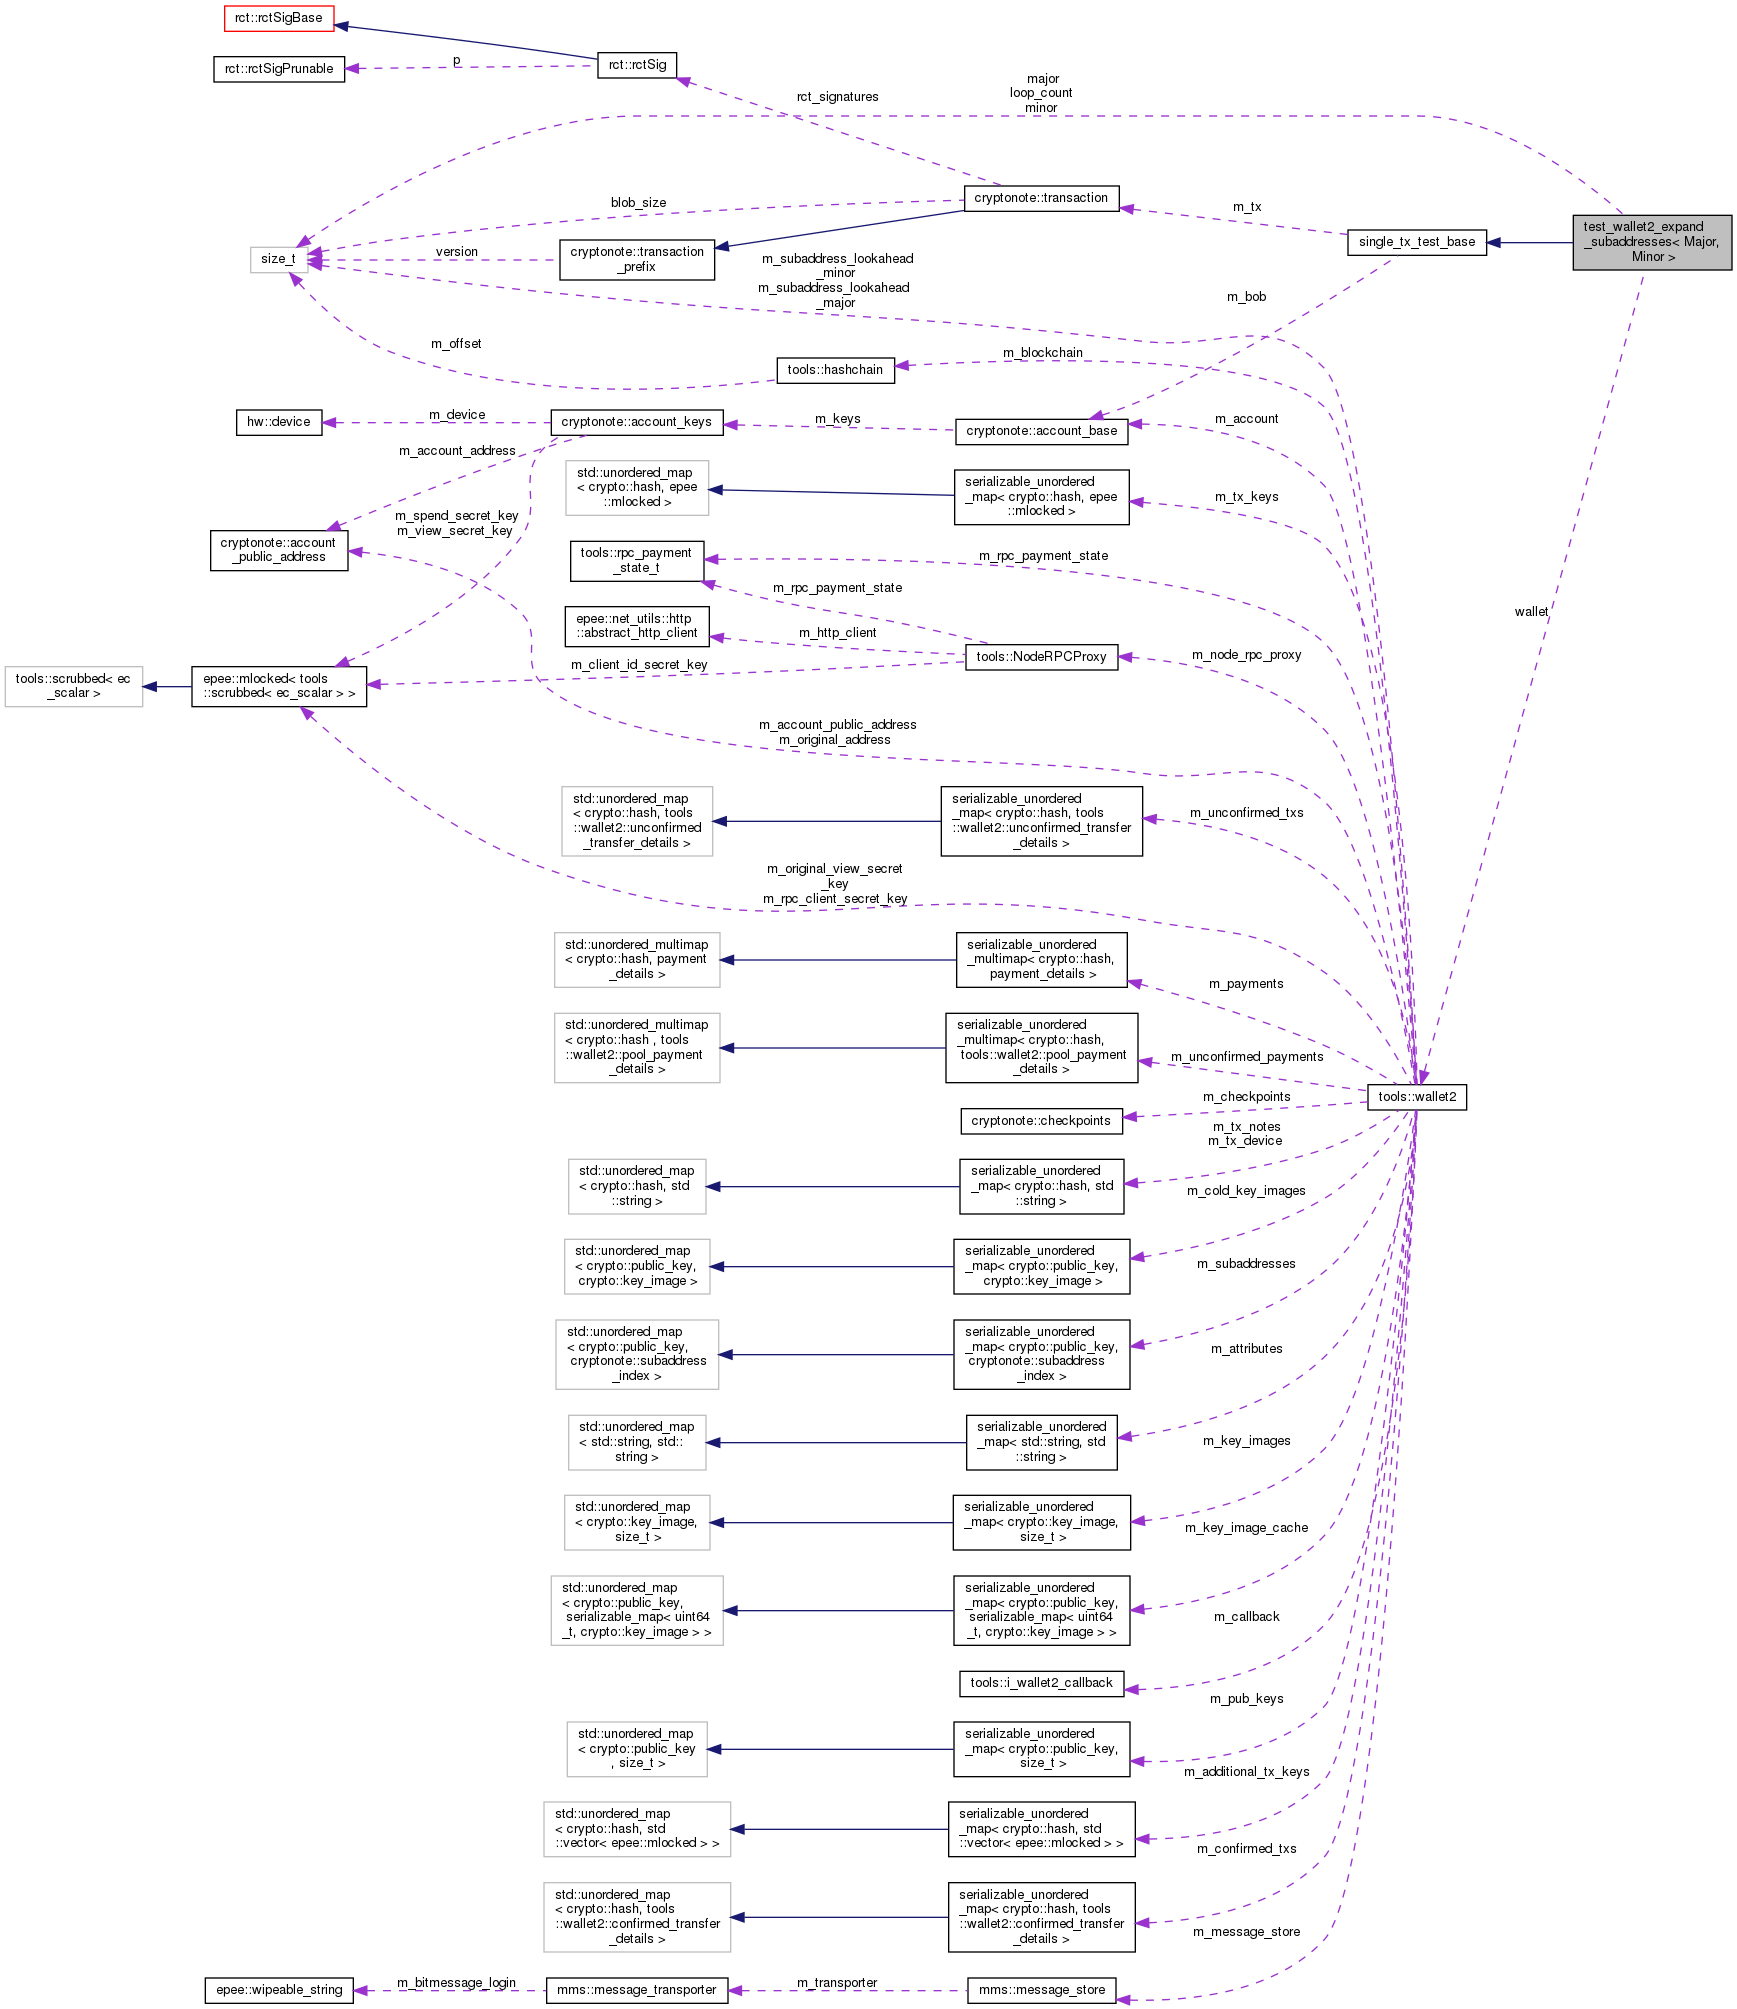 rct::rctSigBase
rct::rctSigPrunable
p
rct::rctSig
rct_signatures
major
loop_count
minor
cryptonote::transaction
blob_size
m_tx
single_tx_test_base
test_wallet2_expand
_subaddresses< Major,
Minor >
size_t
version
cryptonote::transaction
_prefix
m_subaddress_lookahead
_minor
m_subaddress_lookahead
_major
m_bob
m_offset
tools::hashchain
m_blockchain
hw::device
m_device
cryptonote::account_keys
m_keys
cryptonote::account_base
m_account
m_account_address
std::unordered_map
< crypto::hash, epee
::mlocked >
serializable_unordered
_map< crypto::hash, epee
::mlocked >
m_tx_keys
m_spend_secret_key
m_view_secret_key
cryptonote::account
_public_address
tools::rpc_payment
_state_t
m_rpc_payment_state
m_rpc_payment_state
epee::net_utils::http
::abstract_http_client
m_http_client
wallet
tools::NodeRPCProxy
m_node_rpc_proxy
m_client_id_secret_key
tools::scrubbed< ec
_scalar >
epee::mlocked< tools
::scrubbed< ec_scalar > >
m_account_public_address
m_original_address
std::unordered_map
< crypto::hash, tools
::wallet2::unconfirmed
_transfer_details >
serializable_unordered
_map< crypto::hash, tools
::wallet2::unconfirmed_transfer
_details >
m_unconfirmed_txs
m_original_view_secret
_key
m_rpc_client_secret_key
std::unordered_multimap
< crypto::hash, payment
_details >
serializable_unordered
_multimap< crypto::hash,
payment_details >
m_payments
std::unordered_multimap
< crypto::hash , tools
::wallet2::pool_payment
_details >
serializable_unordered
_multimap< crypto::hash,
tools::wallet2::pool_payment
_details >
m_unconfirmed_payments
tools::wallet2
m_checkpoints
cryptonote::checkpoints
m_tx_notes
m_tx_device
std::unordered_map
< crypto::hash, std
::string >
serializable_unordered
_map< crypto::hash, std
::string >
m_cold_key_images
std::unordered_map
< crypto::public_key,
crypto::key_image >
serializable_unordered
_map< crypto::public_key,
crypto::key_image >
m_subaddresses
std::unordered_map
< crypto::public_key,
cryptonote::subaddress
_index >
serializable_unordered
_map< crypto::public_key,
cryptonote::subaddress
_index >
m_attributes
std::unordered_map
< std::string, std::
string >
serializable_unordered
_map< std::string, std
::string >
m_key_images
std::unordered_map
< crypto::key_image,
size_t >
serializable_unordered
_map< crypto::key_image,
size_t >
m_key_image_cache
std::unordered_map
< crypto::public_key,
serializable_map< uint64
_t, crypto::key_image > >
serializable_unordered
_map< crypto::public_key,
serializable_map< uint64
_t, crypto::key_image > >
m_callback
tools::i_wallet2_callback
m_pub_keys
std::unordered_map
< crypto::public_key
, size_t >
serializable_unordered
_map< crypto::public_key,
size_t >
m_additional_tx_keys
std::unordered_map
< crypto::hash, std
::vector< epee::mlocked > >
serializable_unordered
_map< crypto::hash, std
::vector< epee::mlocked > >
m_confirmed_txs
std::unordered_map
< crypto::hash, tools
::wallet2::confirmed_transfer
_details >
serializable_unordered
_map< crypto::hash, tools
::wallet2::confirmed_transfer
_details >
m_message_store
epee::wipeable_string
m_bitmessage_login
mms::message_transporter
m_transporter
mms::message_store